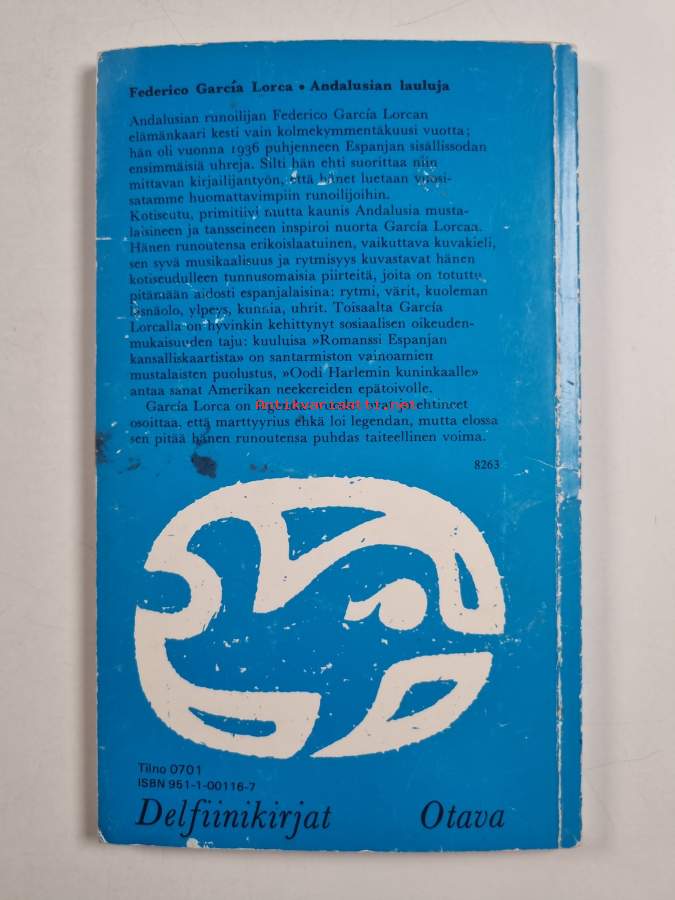 Federico García Lorca • Andalusian lauluja
Andalusian runoilijan Federico García Lorcan
elämänkaari kesti vain kolmekymmentäkuusi vuotta;
hän oli vuonna 1936 puhjenneen Espanjan sisällissodan
ensimmäisiä uhreja. Silti hän ehti suorittaa niin
mittavan kirjailijantyön, että hänet luetaan vuosi-
satamme huomattavimpiin runoilijoihin.
Kotiseutu, primitiivi mutta kaunis Andalusia musta-
laisineen ja tansseineen inspiroi nuorta García Lorcaa.
Hänen runoutensa erikoislaatuinen, vaikuttava kuvakieli,
sen syvä musikaalisuus ja rytmisyys kuvastavat hänen
kotiseudulleen tunnusomaisia piirteitä, joita on totuttu
pitämään aidosti espanjalaisina: rytmi, värit, kuoleman
läsnäolo, ylpeys, kunnia, uhrit. Toisaalta García
Lorcalla on hyvinkin kehittynyt sosiaalisen oikeuden-
mukaisuuden taju: kuuluisa »Romanssi Espanjan
kansalliskaartista» on santarmiston vainoamien
mustalaisten puolustus, »Oodi Harlemin kuninkaalle»
antaa sanat Amerikan neekereiden epätoivolle.
García Lorca on vuodet ovat jo ehtineet
Antikvariaatti.net
osoittaa, että marttyyrius ehkä loi legendan, mutta elossa
sen pitää hänen runoutensa puhdas taiteellinen voima.
8263
Tiino 0701
ISBN 951-1-00116-7
Delfiinikirjat Otava